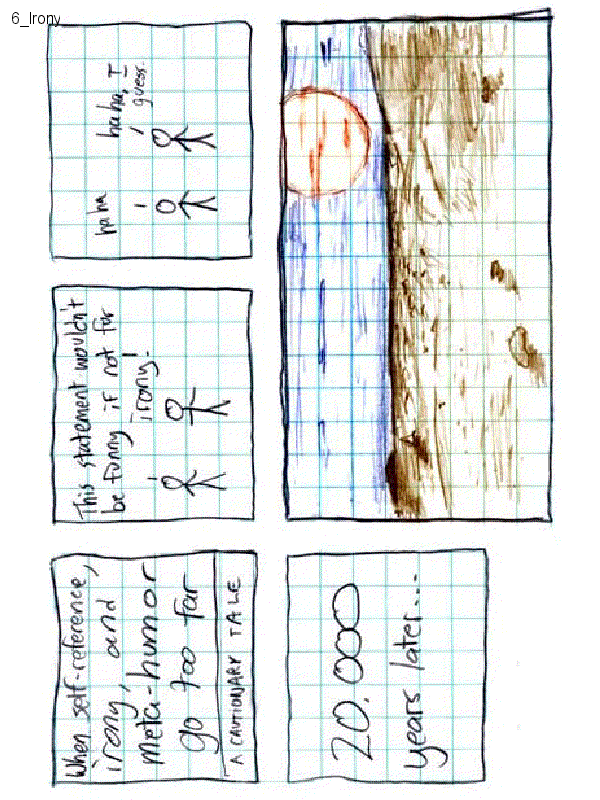 6_Irony
When self-reference,
irony, and
meta-humor
go too far
A CAUTIONARY TALE
This statement wouldn't
be funny if not for
irony!
haha
haha, I
guess.
20,000
years later...